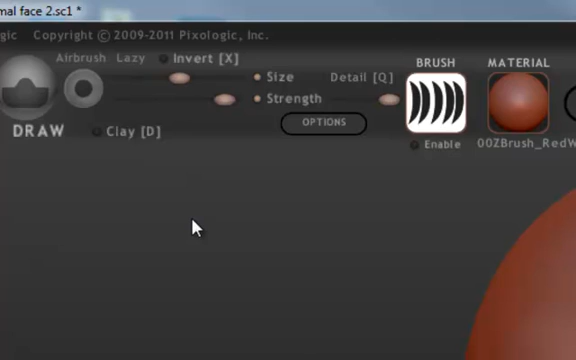 mal face 2.sc1 *
gic Copyright © 2009-2011 Pixologic, Inc.
Airbrush Lazy Invert [X]
BRUSH MATERIAL
Size Detail [Q]
Strength
OPTIONS
DRAW Clay [D]
Enable 00ZBrush_RedW